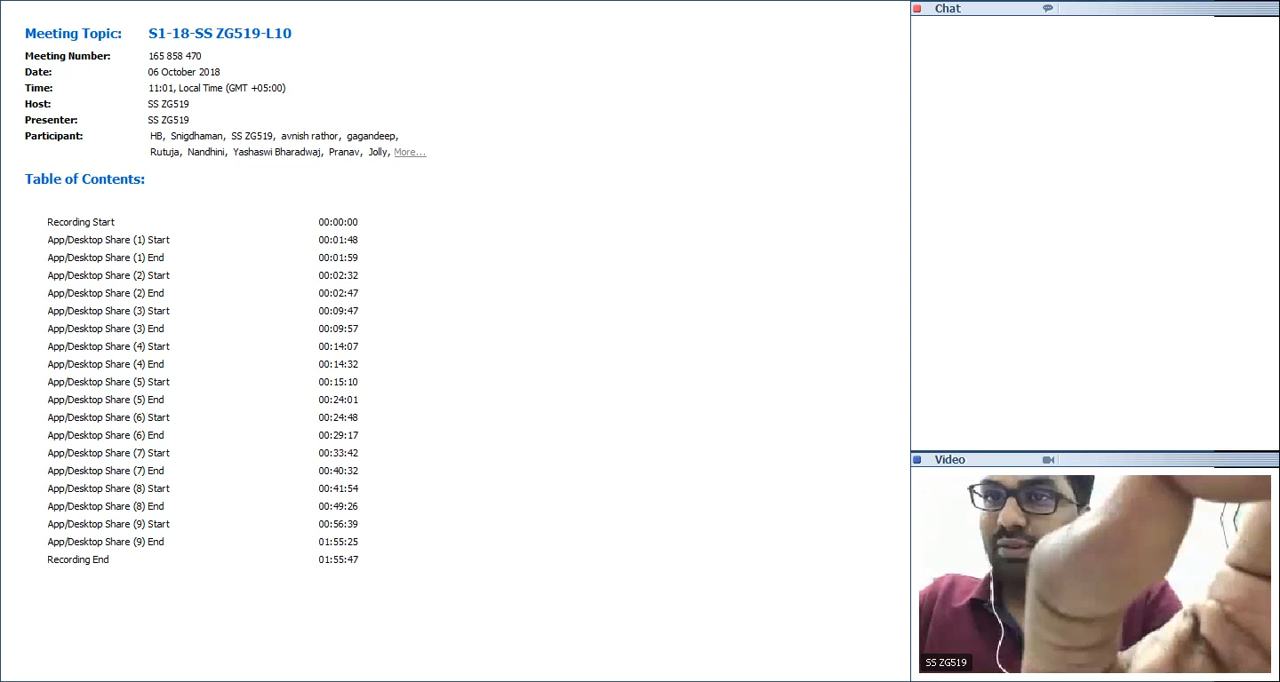 Meeting Topic: S1-18-SS ZG519-L10
Meeting Number: 165 858 470
Date: 06 October 2018
Time: 11:01, Local Time (GMT +05:00)
Host: SS ZG519
Presenter: SS ZG519
Participant: HB, Snigdhaman, SS ZG519, avnish rathor, gagandeep,
Rutuja, Nandhini, Yashaswi Bharadwaj, Pranav, Jolly, More...
Table of Contents:
Recording Start 00:00:00
App/Desktop Share (1) Start 00:01:48
App/Desktop Share (1) End 00:01:59
App/Desktop Share (2) Start 00:02:32
App/Desktop Share (2) End 00:02:47
App/Desktop Share (3) Start 00:09:47
App/Desktop Share (3) End 00:09:57
App/Desktop Share (4) Start 00:14:07
App/Desktop Share (4) End 00:14:32
App/Desktop Share (5) Start 00:15:10
App/Desktop Share (5) End 00:24:01
App/Desktop Share (6) Start 00:24:48
App/Desktop Share (6) End 00:29:17
App/Desktop Share (7) Start 00:33:42
App/Desktop Share (7) End 00:40:32
App/Desktop Share (8) Start 00:41:54
App/Desktop Share (8) End 00:49:26
App/Desktop Share (9) Start 00:56:39
App/Desktop Share (9) End 01:55:25
Recording End 01:55:47
Chat
Video
SS ZG519